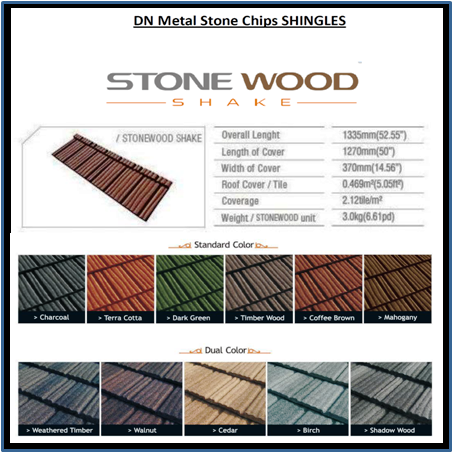 DN Metal Stone Chips SHINGLES
STONE WOOD
SHAKE
/ STONEWOOD SHAKE
Overall Lenght 1335mm(52.55")
Length of Cover 1270mm(50")
Width of Cover 370mm(14.56")
Roof Cover / Tile 0.469m²(5.05ft²)
Coverage 2.12tile/m²
Weight / STONEWOOD unit 3.0kg(6.61pd)
Standard Color
> Charcoal > Terra Cotta > Dark Green > Timber Wood > Coffee Brown > Mahogany
Dual Color
> Weathered Timber > Walnut > Cedar > Birch > Shadow Wood